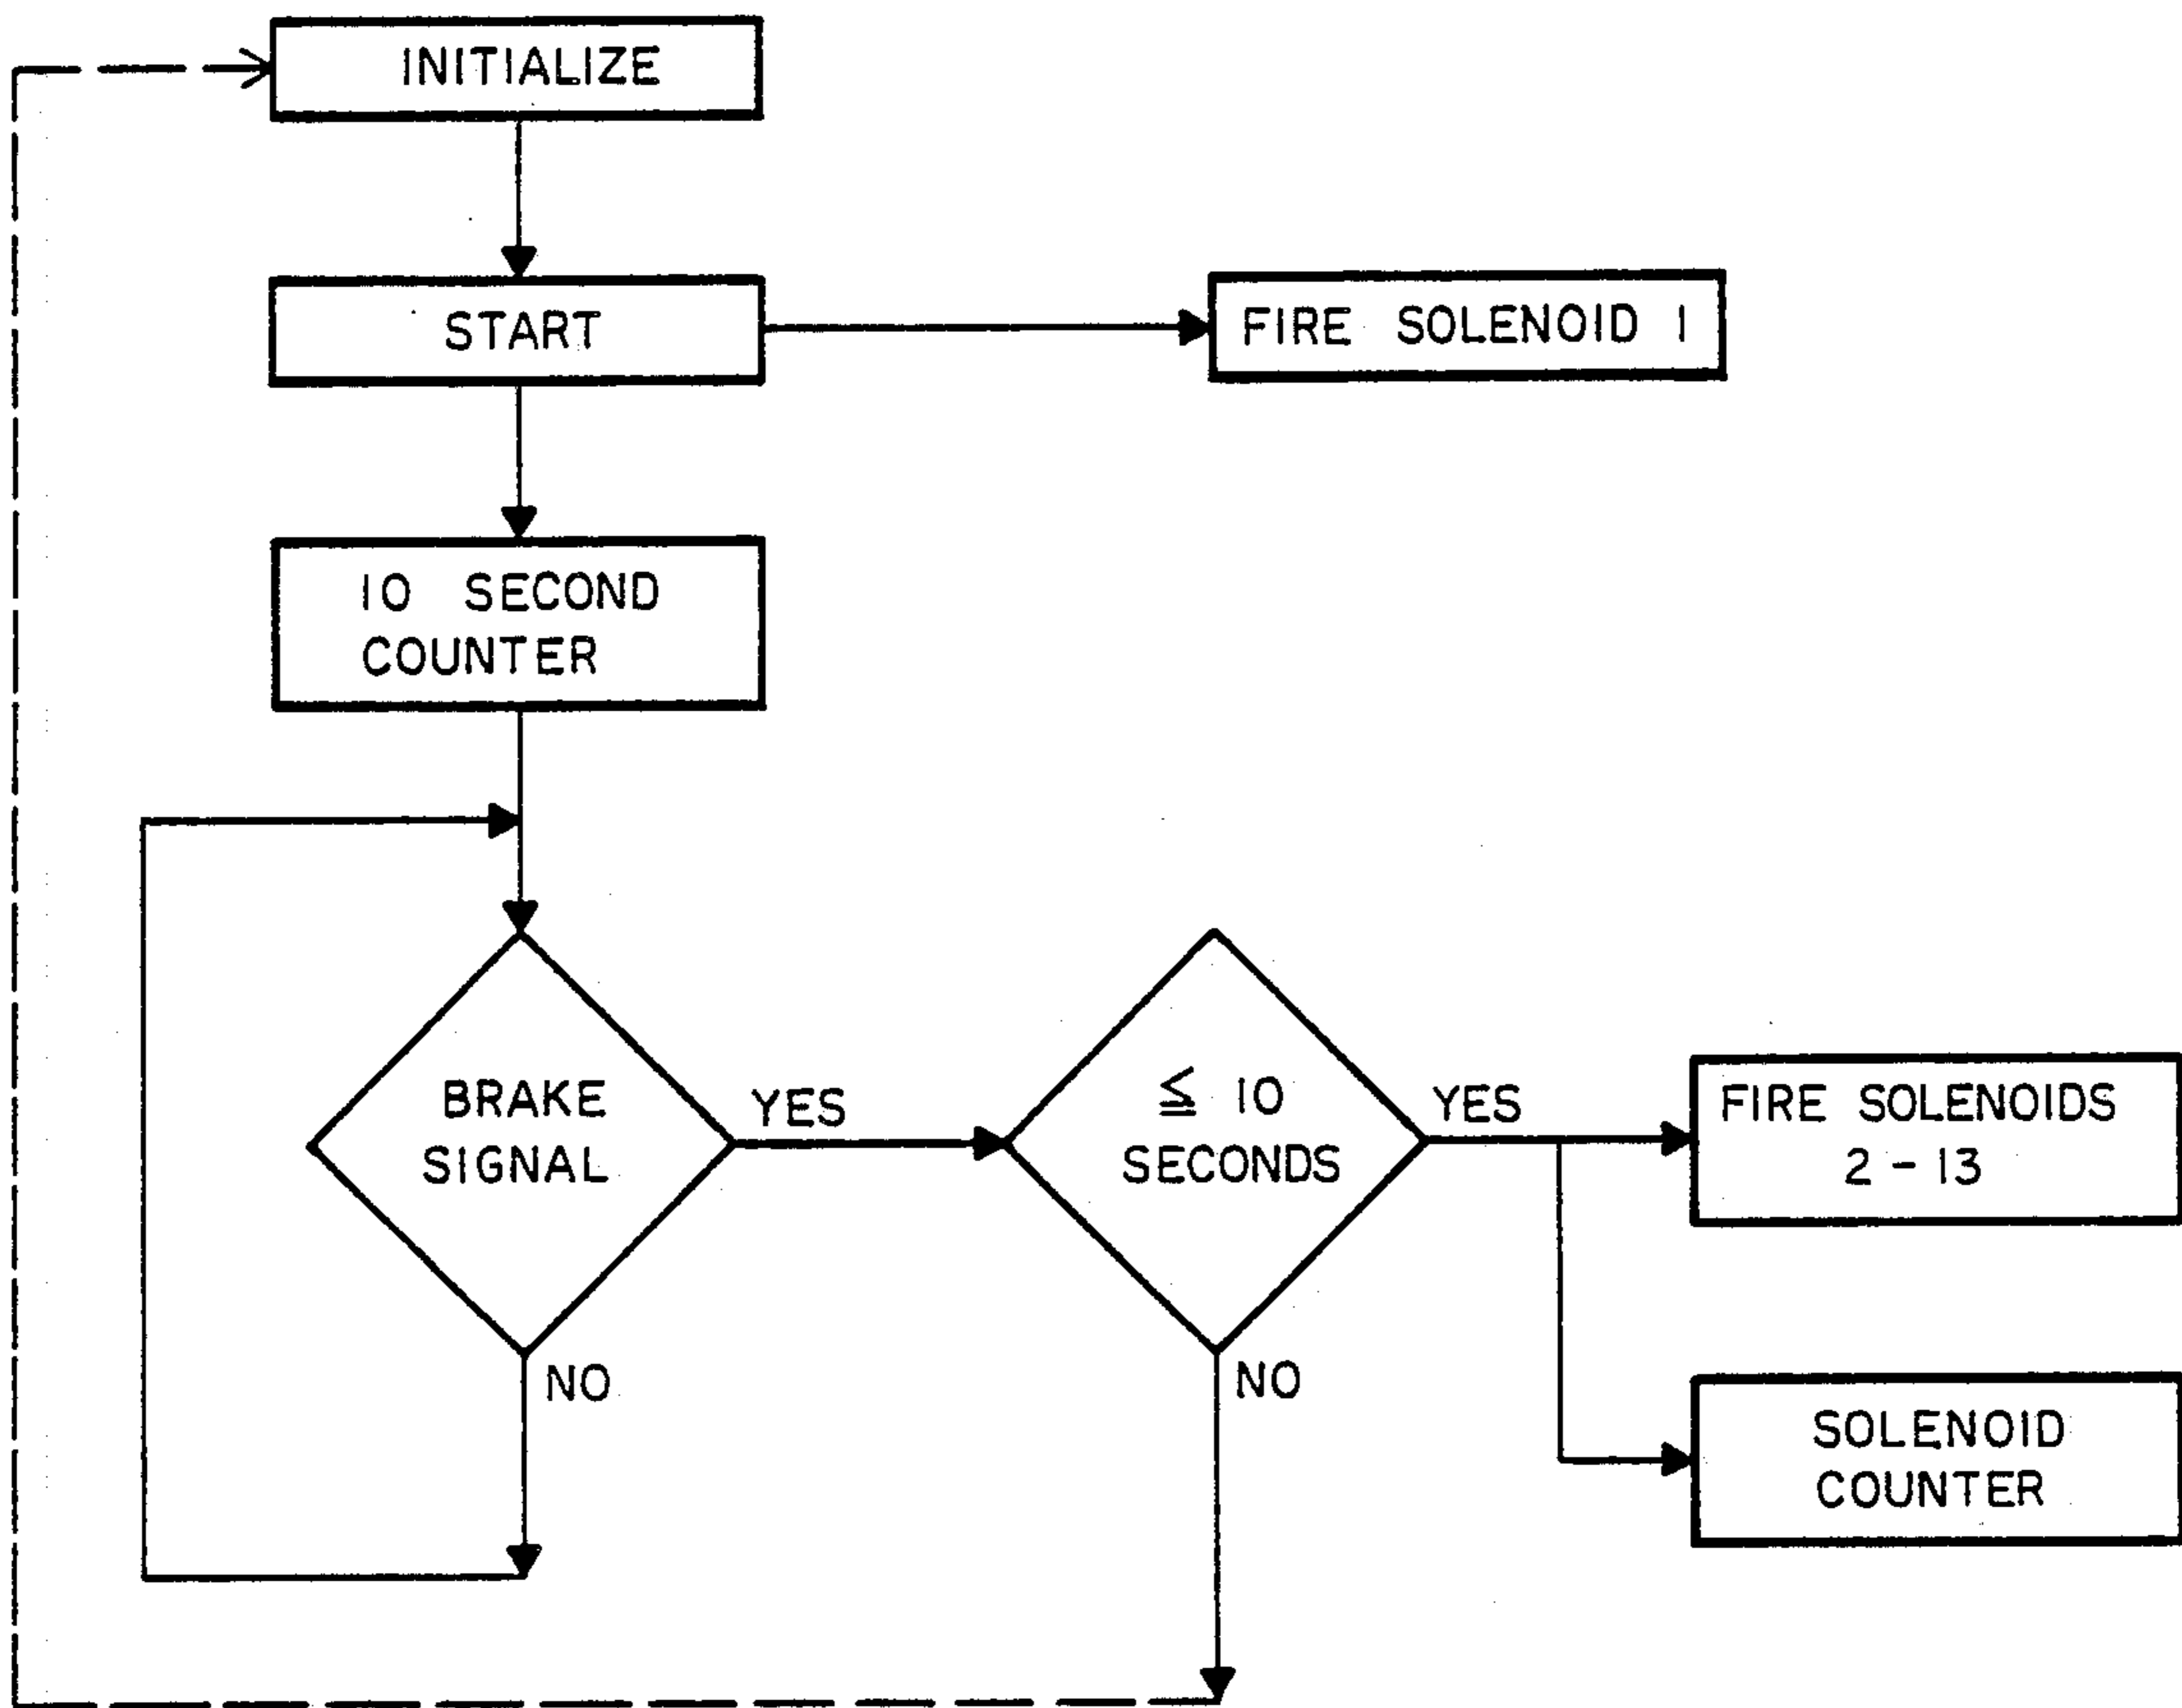 INITIALIZE
START
FIRE SOLENOID 1
10 SECOND
COUNTER
BRAKE
SIGNAL
YES
NO
≤ 10
SECONDS
YES
NO
FIRE SOLENOIDS
2 - 13
SOLENOID
COUNTER